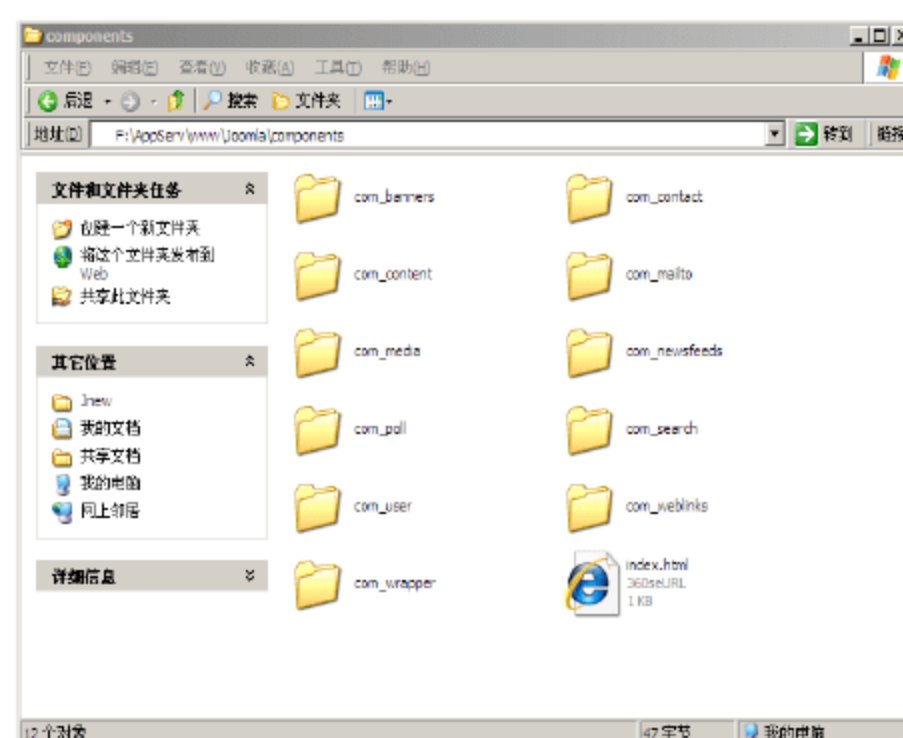 components
文件(F) 编辑(E) 查看(V) 收藏(A) 工具(T) 帮助(H)
后退 搜索 文件夹
地址(D) F:\AppServ\www\Joomla\components 转到 链接
文件和文件夹任务
创建一个新文件夹
将这个文件夹发布到
Web
共享此文件夹
其它位置
Jnew
我的文档
共享文档
我的电脑
网上邻居
详细信息
com_banners com_contact
com_content com_mailto
com_media com_newsfeeds
com_poll com_search
com_user com_weblinks
com_wrapper index.html
360seURL
1 KB
12 个对象 47 字节 我的电脑